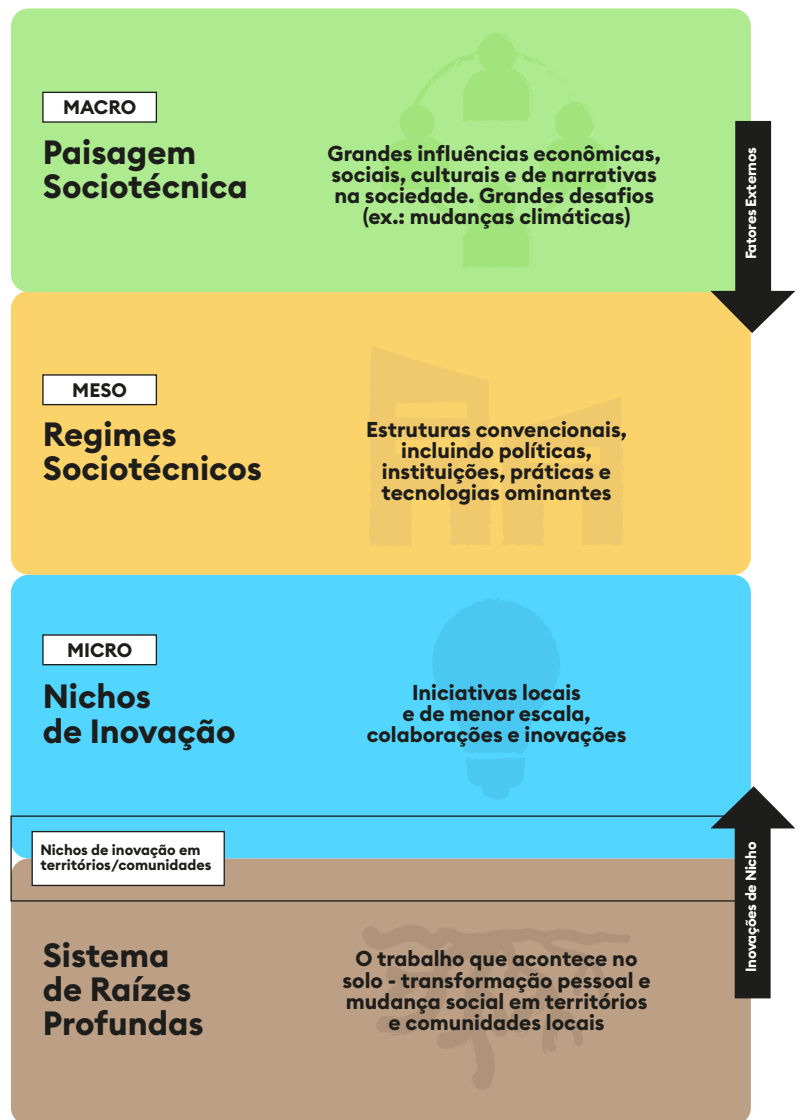 MACRO
Paisagem
Sociotécnica
Grandes influências econômicas,
sociais, culturais e de narrativas
na sociedade. Grandes desafios
(ex.: mudanças climáticas)
Fatores Externos
MESO
Regimes
Sociotécnicos
Estruturas convencionais,
incluindo políticas,
instituições, práticas e
tecnologias ominantes
MICRO
Nichos
de Inovação
Iniciativas locais
e de menor escala,
colaborações e inovações
Nichos de inovação em
territórios/comunidades
Inovações de Nicho
Sistema
de Raízes
Profundas
O trabalho que acontece no
solo - transformação pessoal e
mudança social em territórios
e comunidades locais